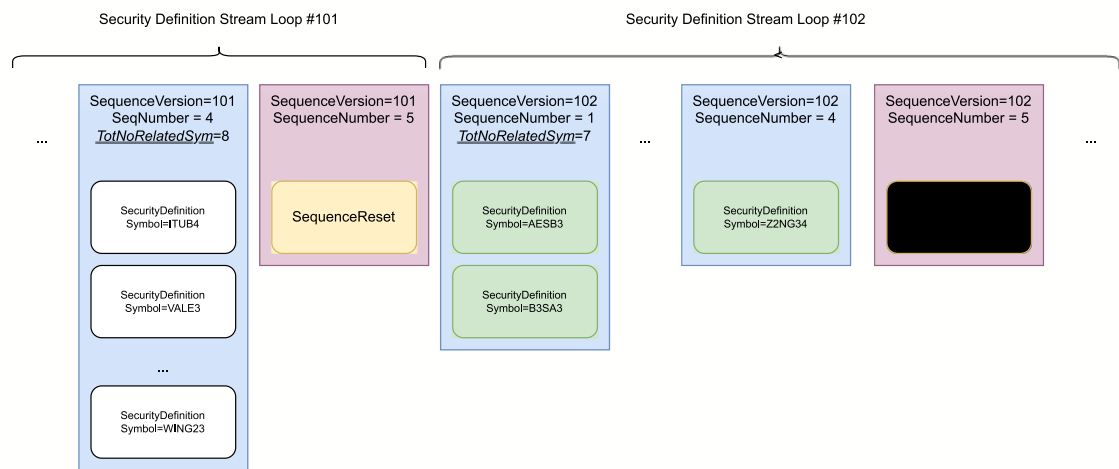 Security Definition Stream Loop #101
Security Definition Stream Loop #102
...
SequenceVersion=101
SeqNumber = 4
TotNoRelatedSym=8
SecurityDefinition
Symbol=ITUB4
SecurityDefinition
Symbol=VALE3
...
SecurityDefinition
Symbol=WING23
SequenceVersion=101
SequenceNumber = 5
SequenceReset
SequenceVersion=102
SequenceNumber = 1
TotNoRelatedSym=7
SecurityDefinition
Symbol=AESB3
SecurityDefinition
Symbol=B3SA3
...
SequenceVersion=102
SequenceNumber = 4
SecurityDefinition
Symbol=Z2NG34
SequenceVersion=102
SequenceNumber = 5
...